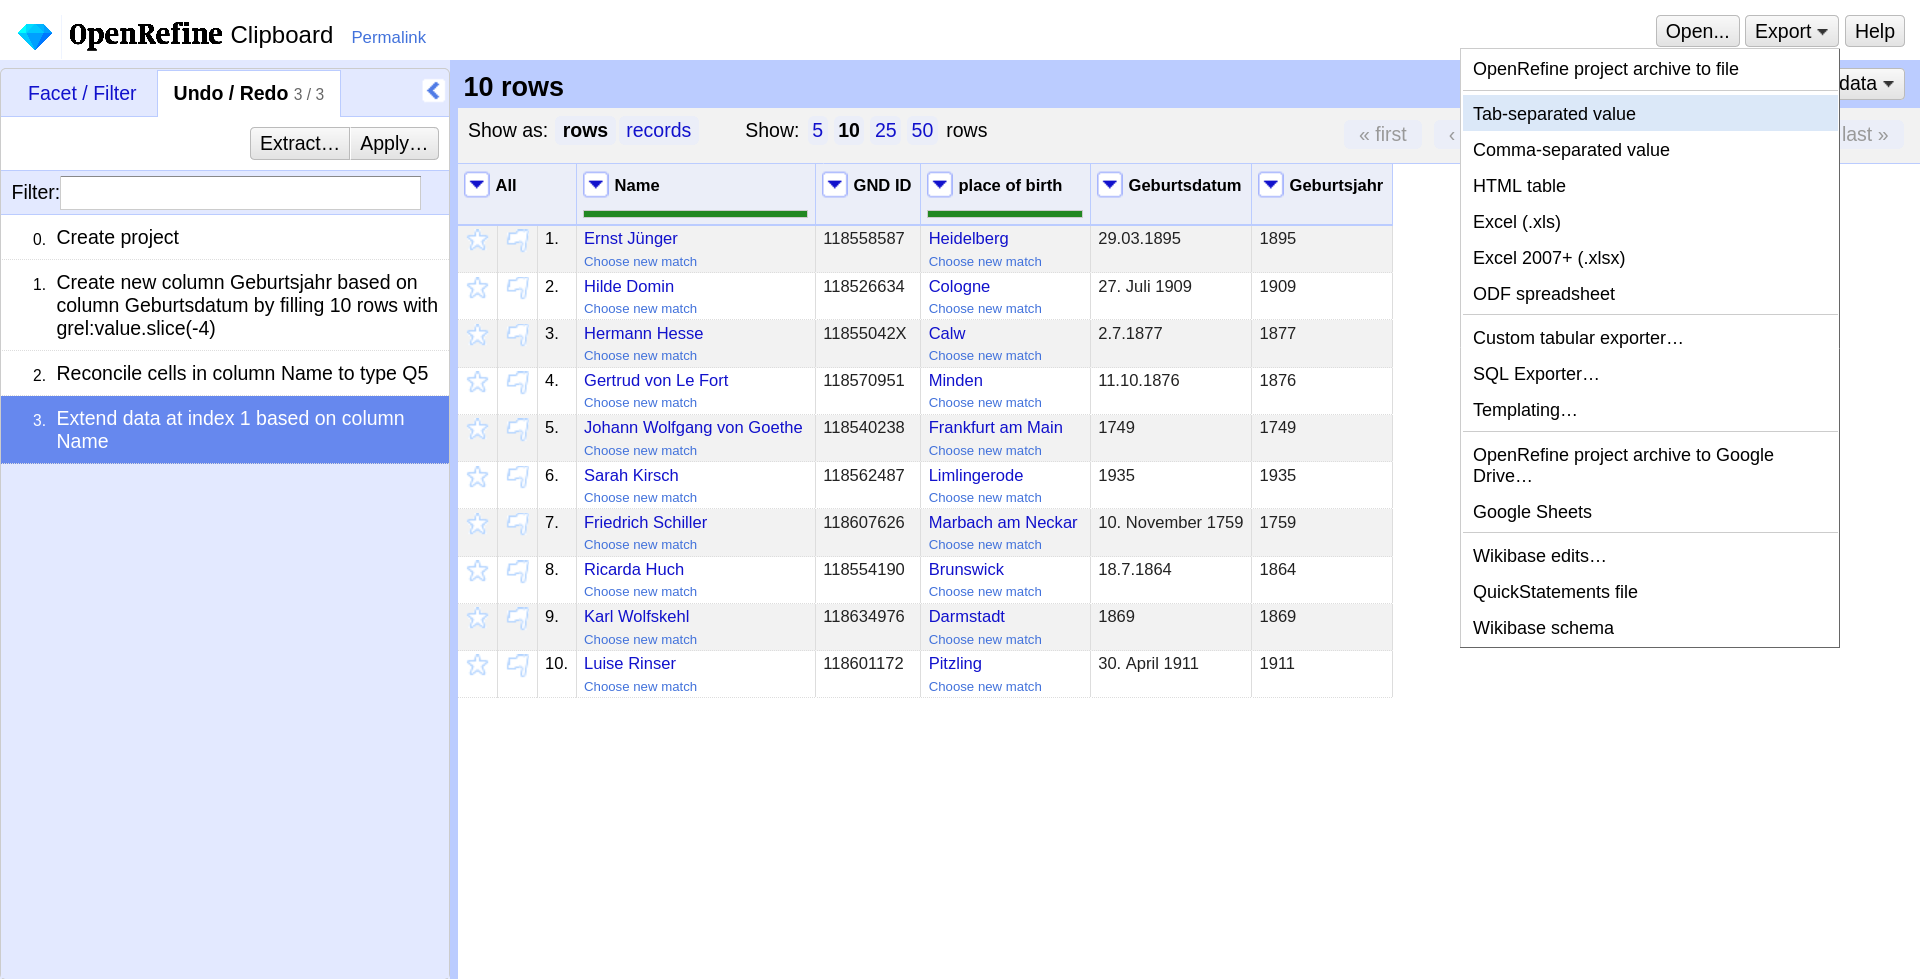 OpenRefine Clipboard Permalink
Open... Export Help
Facet / Filter Undo / Redo 3 / 3
Extract… Apply…
Filter:
0. Create project
1. Create new column Geburtsjahr based on
column Geburtsdatum by filling 10 rows with
grel:value.slice(-4)
2. Reconcile cells in column Name to type Q5
3. Extend data at index 1 based on column
Name
10 rows
data
Show as: rows records Show: 5 10 25 50 rows
« first ‹ last »
All Name GND ID place of birth Geburtsdatum Geburtsjahr
1. Ernst Jünger 118558587 Heidelberg 29.03.1895 1895
Choose new match Choose new match
2. Hilde Domin 118526634 Cologne 27. Juli 1909 1909
Choose new match Choose new match
3. Hermann Hesse 11855042X Calw 2.7.1877 1877
Choose new match Choose new match
4. Gertrud von Le Fort 118570951 Minden 11.10.1876 1876
Choose new match Choose new match
5. Johann Wolfgang von Goethe 118540238 Frankfurt am Main 1749 1749
Choose new match Choose new match
6. Sarah Kirsch 118562487 Limlingerode 1935 1935
Choose new match Choose new match
7. Friedrich Schiller 118607626 Marbach am Neckar 10. November 1759 1759
Choose new match Choose new match
8. Ricarda Huch 118554190 Brunswick 18.7.1864 1864
Choose new match Choose new match
9. Karl Wolfskehl 118634976 Darmstadt 1869 1869
Choose new match Choose new match
10. Luise Rinser 118601172 Pitzling 30. April 1911 1911
Choose new match Choose new match
OpenRefine project archive to file
Tab-separated value
Comma-separated value
HTML table
Excel (.xls)
Excel 2007+ (.xlsx)
ODF spreadsheet
Custom tabular exporter…
SQL Exporter…
Templating…
OpenRefine project archive to Google
Drive…
Google Sheets
Wikibase edits…
QuickStatements file
Wikibase schema